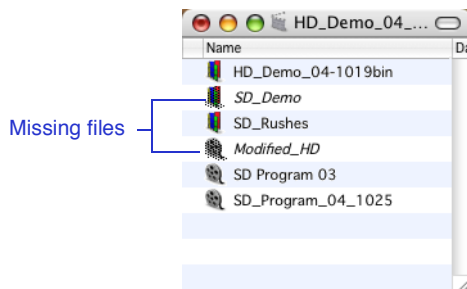 HD_Demo_04_...
Name
Da
HD_Demo_04-1019bin
SD_Demo
SD_Rushes
Missing files
Modified_HD
SD Program 03
SD_Program_04_1025